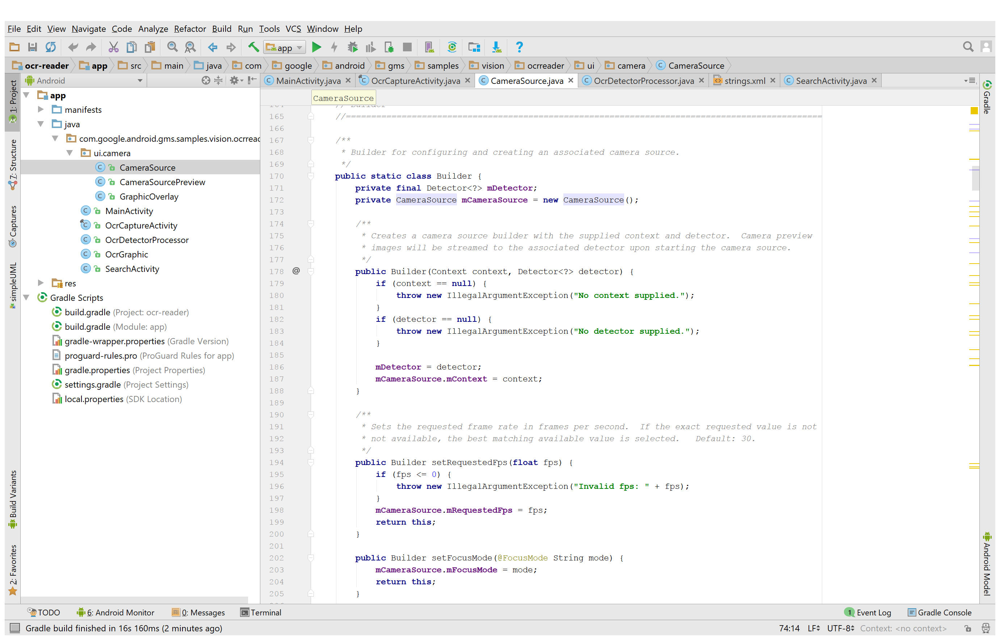 File Edit View Navigate Code Analyze Refactor Build Run Tools VCS Window Help
app
ocr-reader app src main java com google android gms samples vision ocrreader ui camera CameraSource
Android
MainActivity.java OcrCaptureActivity.java CameraSource.java OcrDetectorProcessor.java strings.xml SearchActivity.java
1: Project
7: Structure
Captures
simpleUML
Build Variants
2: Favorites
app
manifests
java
com.google.android.gms.samples.vision.ocrreac
ui.camera
CameraSource
CameraSourcePreview
GraphicOverlay
MainActivity
OcrCaptureActivity
OcrDetectorProcessor
OcrGraphic
SearchActivity
res
Gradle Scripts
build.gradle (Project: ocr-reader)
build.gradle (Module: app)
gradle-wrapper.properties (Gradle Version)
proguard-rules.pro (ProGuard Rules for app)
gradle.properties (Project Properties)
settings.gradle (Project Settings)
local.properties (SDK Location)
CameraSource
164 // Builder
165 //==============================================================================================
166
167 /**
168 * Builder for configuring and creating an associated camera source.
169 */
170 public static class Builder {
171 private final Detector<?> mDetector;
172 private CameraSource mCameraSource = new CameraSource();
173
174 /**
175 * Creates a camera source builder with the supplied context and detector.  Camera preview
176 * images will be streamed to the associated detector upon starting the camera source.
177 */
178 @ public Builder(Context context, Detector<?> detector) {
179 if (context == null) {
180 throw new IllegalArgumentException("No context supplied.");
181 }
182 if (detector == null) {
183 throw new IllegalArgumentException("No detector supplied.");
184 }
185
186 mDetector = detector;
187 mCameraSource.mContext = context;
188 }
189
190 /**
191 * Sets the requested frame rate in frames per second.  If the exact requested value is not
192 * not available, the best matching available value is selected.   Default: 30.
193 */
194 public Builder setRequestedFps(float fps) {
195 if (fps <= 0) {
196 throw new IllegalArgumentException("Invalid fps: " + fps);
197 }
198 mCameraSource.mRequestedFps = fps;
199 return this;
200 }
201
202 public Builder setFocusMode(@FocusMode String mode) {
203 mCameraSource.mFocusMode = mode;
204 return this;
205 }
Gradle
Android Model
TODO 6: Android Monitor 0: Messages Terminal 1 Event Log Gradle Console
Gradle build finished in 16s 160ms (2 minutes ago) 74:14 LF UTF-8 Context: <no context>